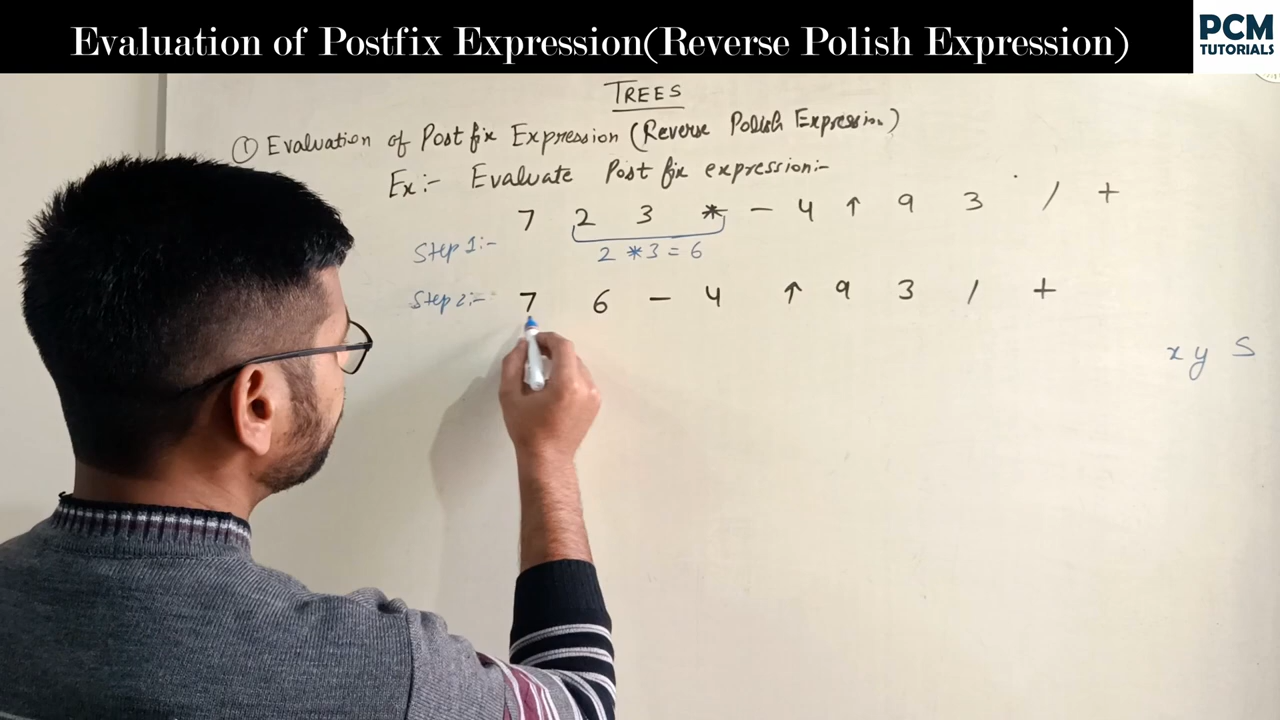 Evaluation of Postfix Expression(Reverse Polish Expression)
PCM
TUTORIALS
TREES
① Evaluation of Postfix Expression (Reverse Polish Expression)
Ex:- Evaluate Post fix expression:-
7 2 3 * - 4 ↑ 9 3 / +
Step 1:- 2 * 3 = 6
Step 2:- 7 6 - 4 ↑ 9 3 / +
x y S